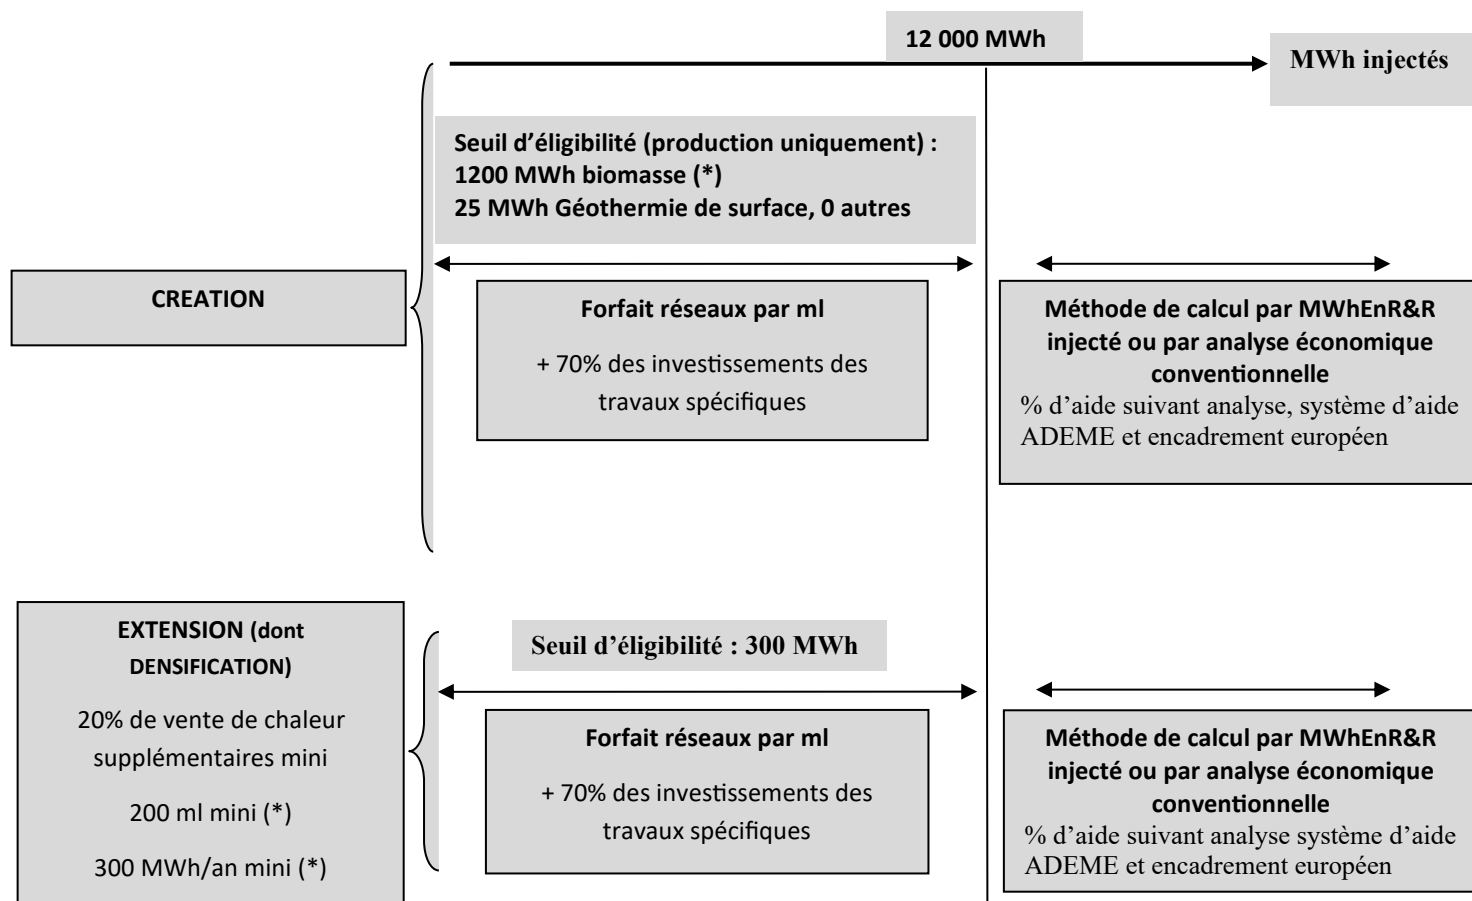 12 000 MWh
MWh injectés
Seuil d’éligibilité (production uniquement) :
1200 MWh biomasse (*)
25 MWh Géothermie de surface, 0 autres
CREATION
Forfait réseaux par ml
+ 70% des investissements des
travaux spécifiques
Méthode de calcul par MWhEnR&R
injecté ou par analyse économique
conventionnelle
% d’aide suivant analyse, système d’aide
ADEME et encadrement européen
EXTENSION (dont
DENSIFICATION)
20% de vente de chaleur
supplémentaires mini
200 ml mini (*)
300 MWh/an mini (*)
Seuil d’éligibilité : 300 MWh
Forfait réseaux par ml
+ 70% des investissements des
travaux spécifiques
Méthode de calcul par MWhEnR&R
injecté ou par analyse économique
conventionnelle
% d’aide suivant analyse système d’aide
ADEME et encadrement européen